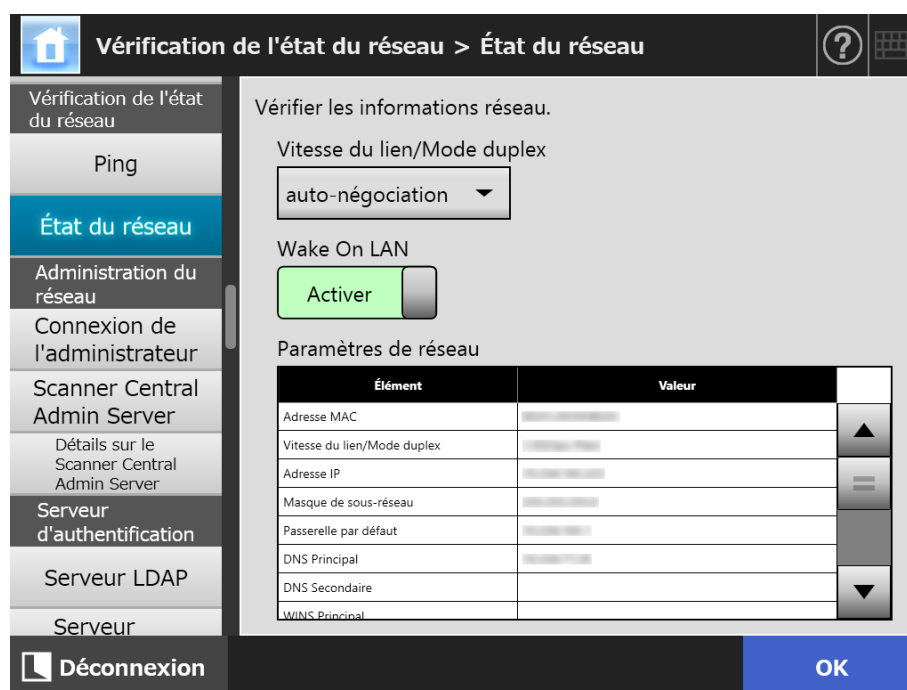 Vérification de l'état du réseau > État du réseau
?
Vérification de l'état
du réseau
Ping
État du réseau
Administration du
réseau
Connexion de
l'administrateur
Scanner Central
Admin Server
Détails sur le
Scanner Central
Admin Server
Serveur
d'authentification
Serveur LDAP
Serveur
Déconnexion
Vérifier les informations réseau.
Vitesse du lien/Mode duplex
auto-négociation
Wake On LAN
Activer
Paramètres de réseau
Élément Valeur
Adresse MAC
Vitesse du lien/Mode duplex
Adresse IP
Masque de sous-réseau
Passerelle par défaut
DNS Principal
DNS Secondaire
WINS Principal
OK